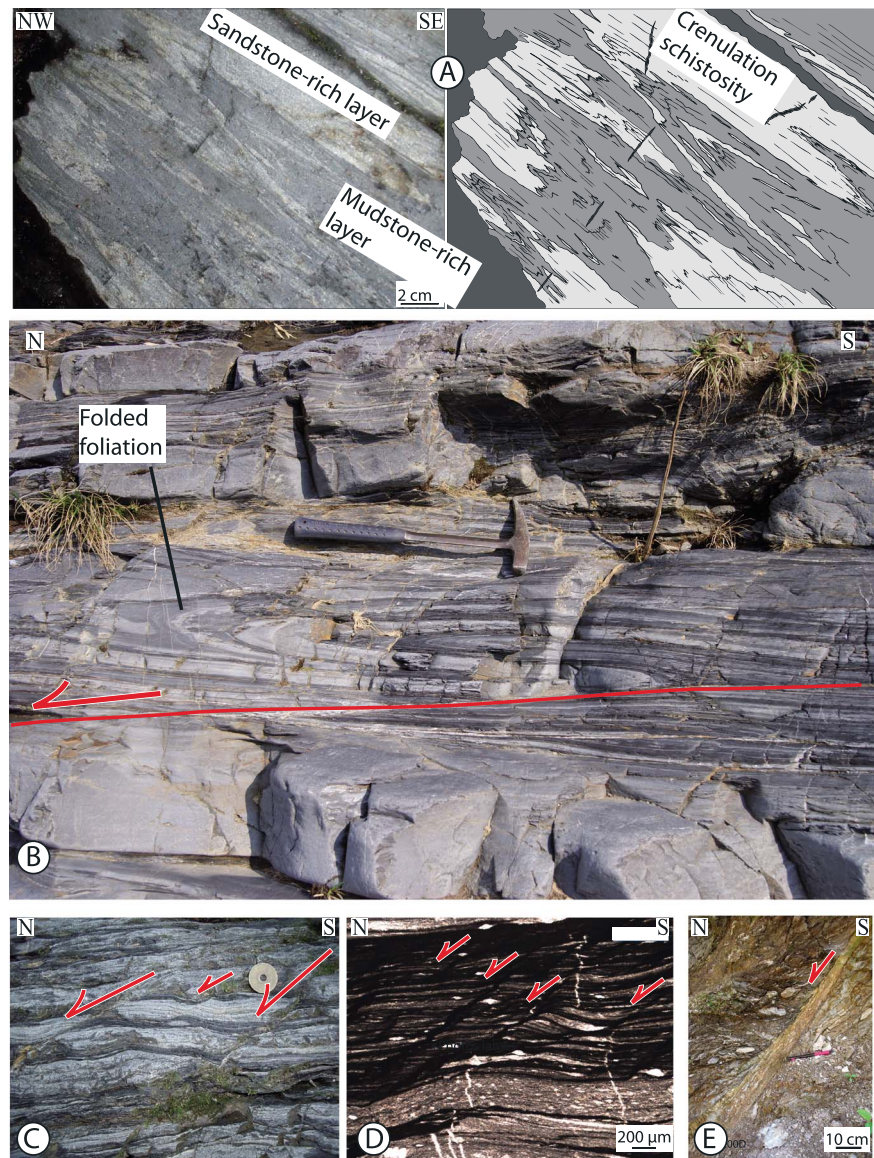 NW
SE
Sandstone-rich layer
Mudstone-rich
layer
2 cm
A
Crenulation
schistosity
N
S
Folded
foliation
B
N
S
C
N
S
D
200 µm
N
S
E
10 cm